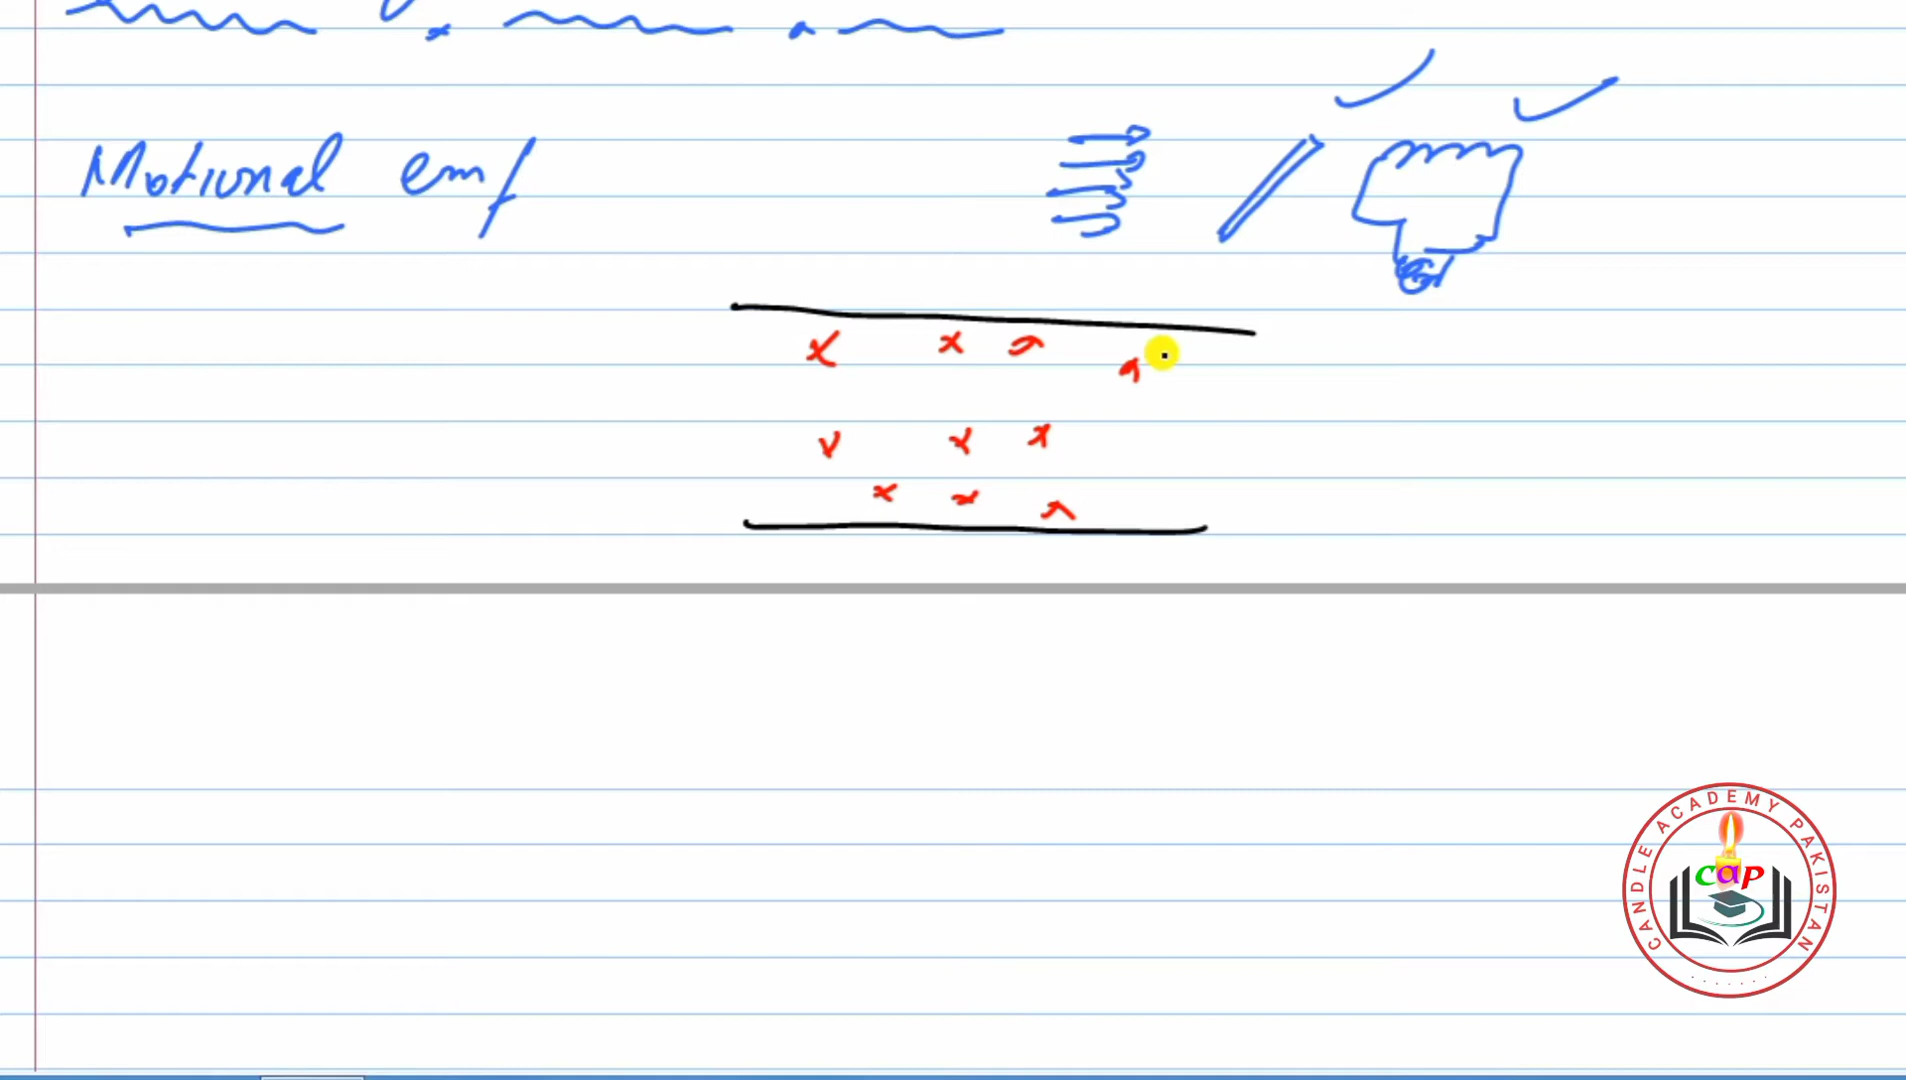 Motional emf
x x x
x x
x x
CANDLE ACADEMY PAKISTAN
cap